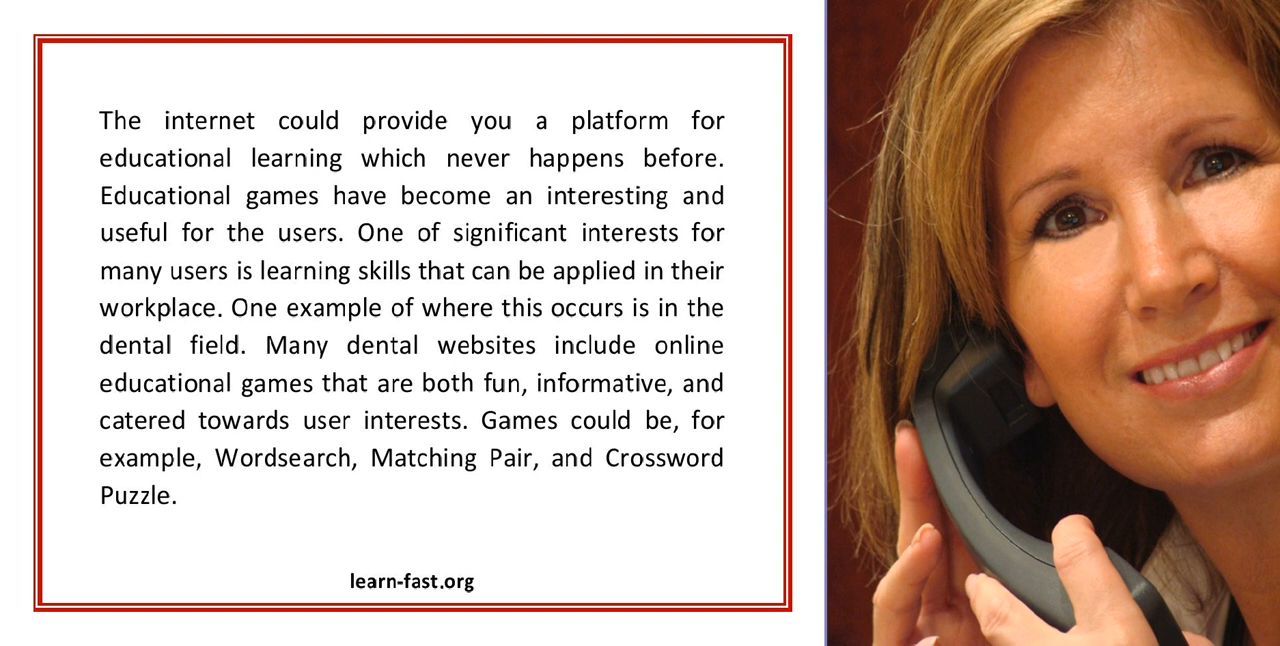 The internet could provide you a platform for
educational learning which never happens before.
Educational games have become an interesting and
useful for the users. One of significant interests for
many users is learning skills that can be applied in their
workplace. One example of where this occurs is in the
dental field. Many dental websites include online
educational games that are both fun, informative, and
catered towards user interests. Games could be, for
example, Wordsearch, Matching Pair, and Crossword
Puzzle.
learn-fast.org